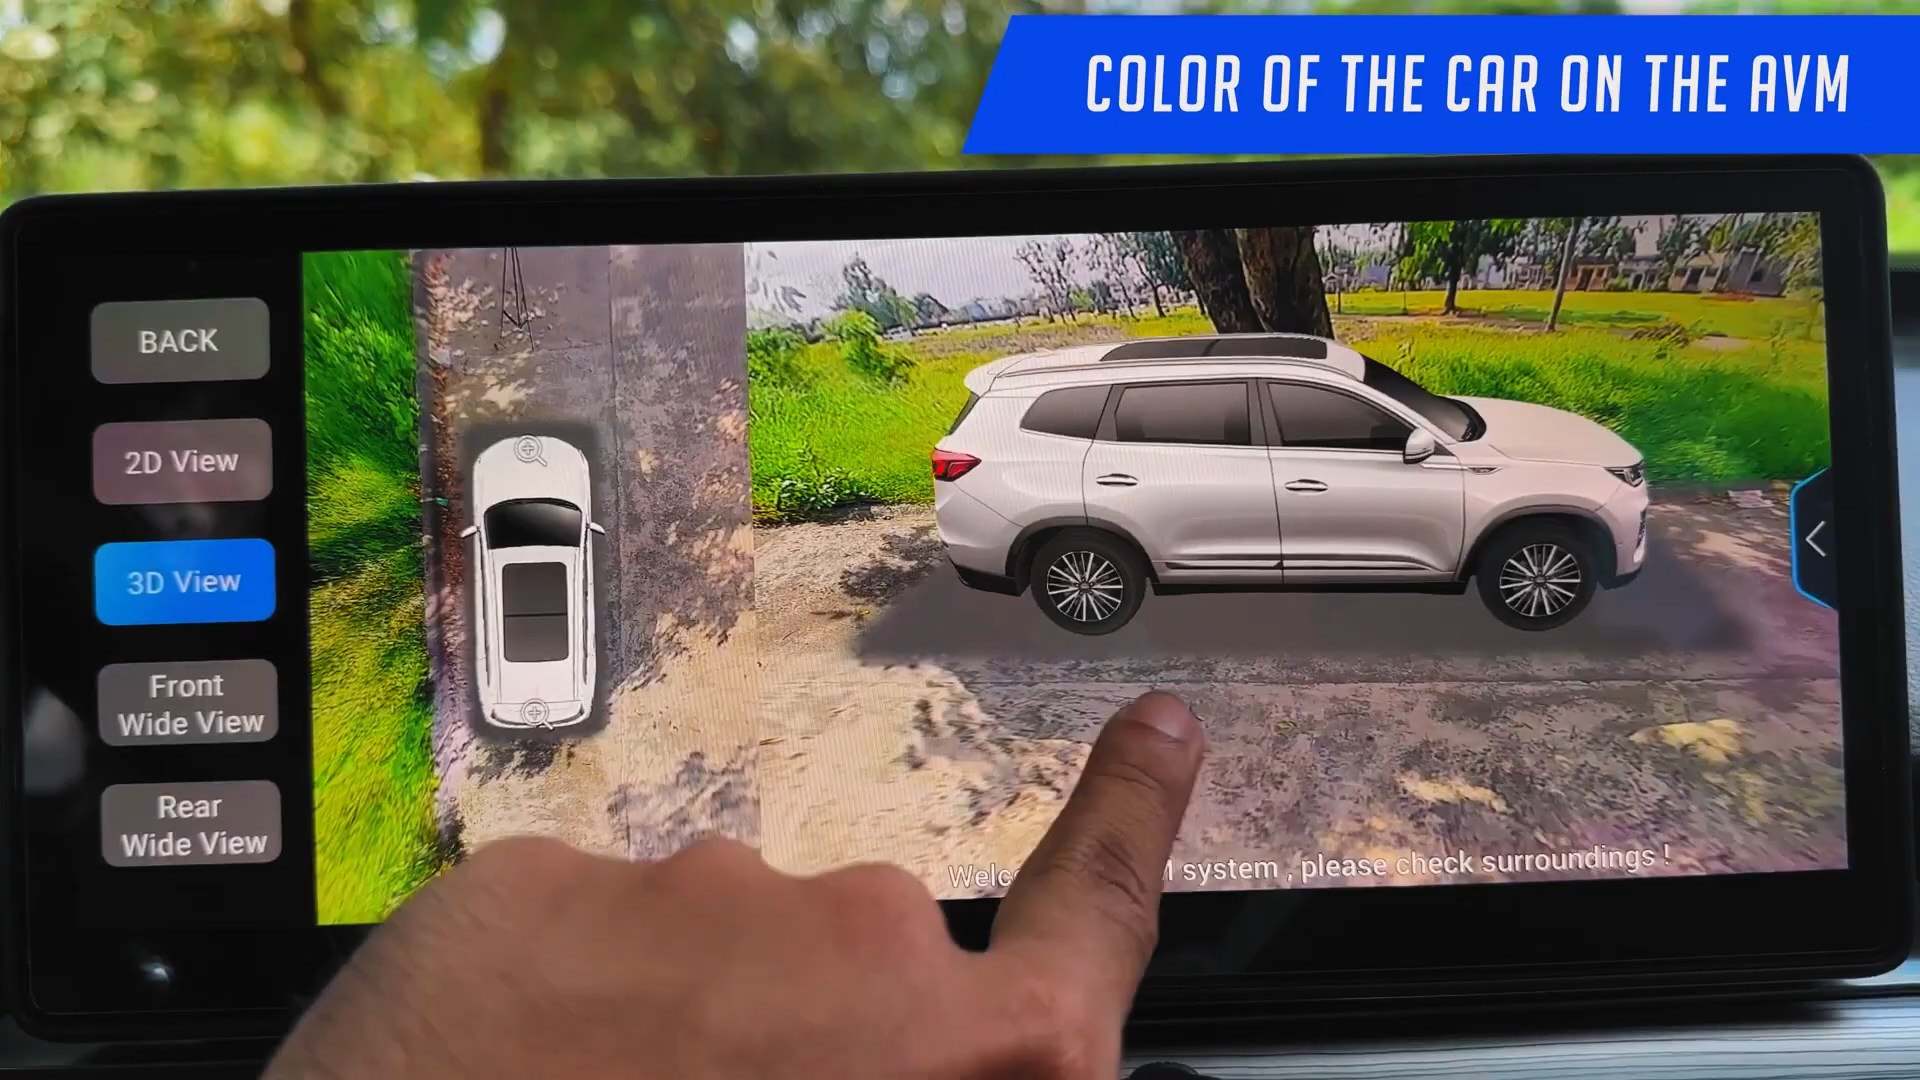 COLOR OF THE CAR ON THE AVM
BACK
2D View
3D View
Front
Wide View
Rear
Wide View
system , please check surroundings !